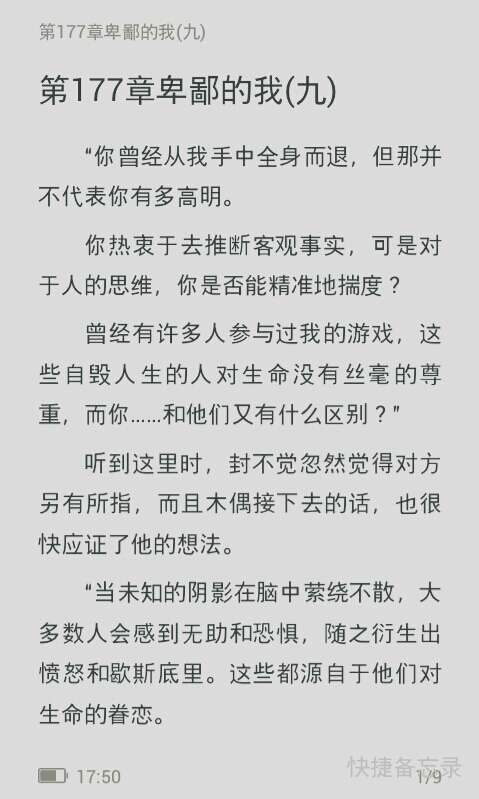 第177章卑鄙的我(九)
第177章卑鄙的我(九)
“你曾经从我手中全身而退，但那并
不代表你有多高明。
你热衷于去推断客观事实，可是对
于人的思维，你是否能精准地揣度？
曾经有许多人参与过我的游戏，这
些自毁人生的人对生命没有丝毫的尊
重，而你……和他们又有什么区别？”
听到这里时，封不觉忽然觉得对方
另有所指，而且木偶接下去的话，也很
快应证了他的想法。
“当未知的阴影在脑中萦绕不散，大
多数人会感到无助和恐惧，随之衍生出
愤怒和歇斯底里。这些都源自于他们对
生命的眷恋。
17:50
快捷备忘录
1/9